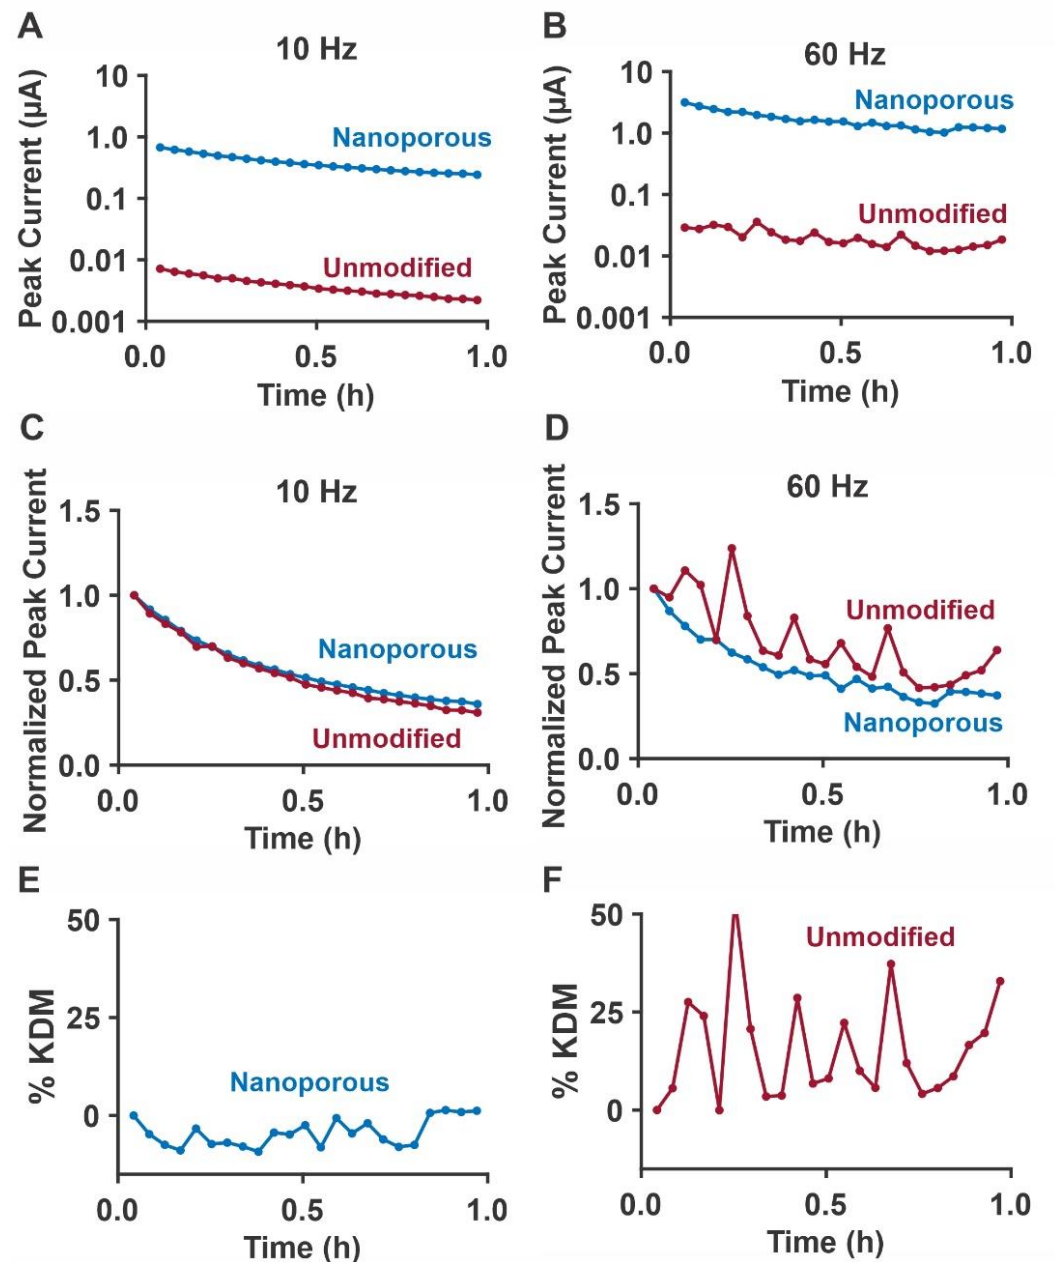 A
10 Hz
Peak Current (µA)
10
1.0
0.1
0.01
0.001
Nanoporous
Unmodified
0.0 0.5 1.0
Time (h)
B
60 Hz
Peak Current (µA)
10
1.0
0.1
0.01
0.001
Nanoporous
Unmodified
0.0 0.5 1.0
Time (h)
C
10 Hz
Normalized Peak Current
1.5
1.0
0.5
0.0
Nanoporous
Unmodified
0.0 0.5 1.0
Time (h)
D
60 Hz
Normalized Peak Current
1.5
1.0
0.5
0.0
Unmodified
Nanoporous
0.0 0.5 1.0
Time (h)
E
% KDM
50
25
0
Nanoporous
0.0 0.5 1.0
Time (h)
F
% KDM
50
25
0
Unmodified
0.0 0.5 1.0
Time (h)